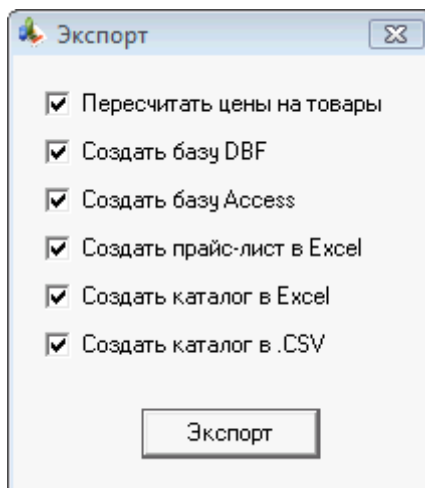 Экспорт
Пересчитать цены на товары
Создать базу DBF
Создать базу Access
Создать прайс-лист в Excel
Создать каталог в Excel
Создать каталог в .CSV
Экспорт